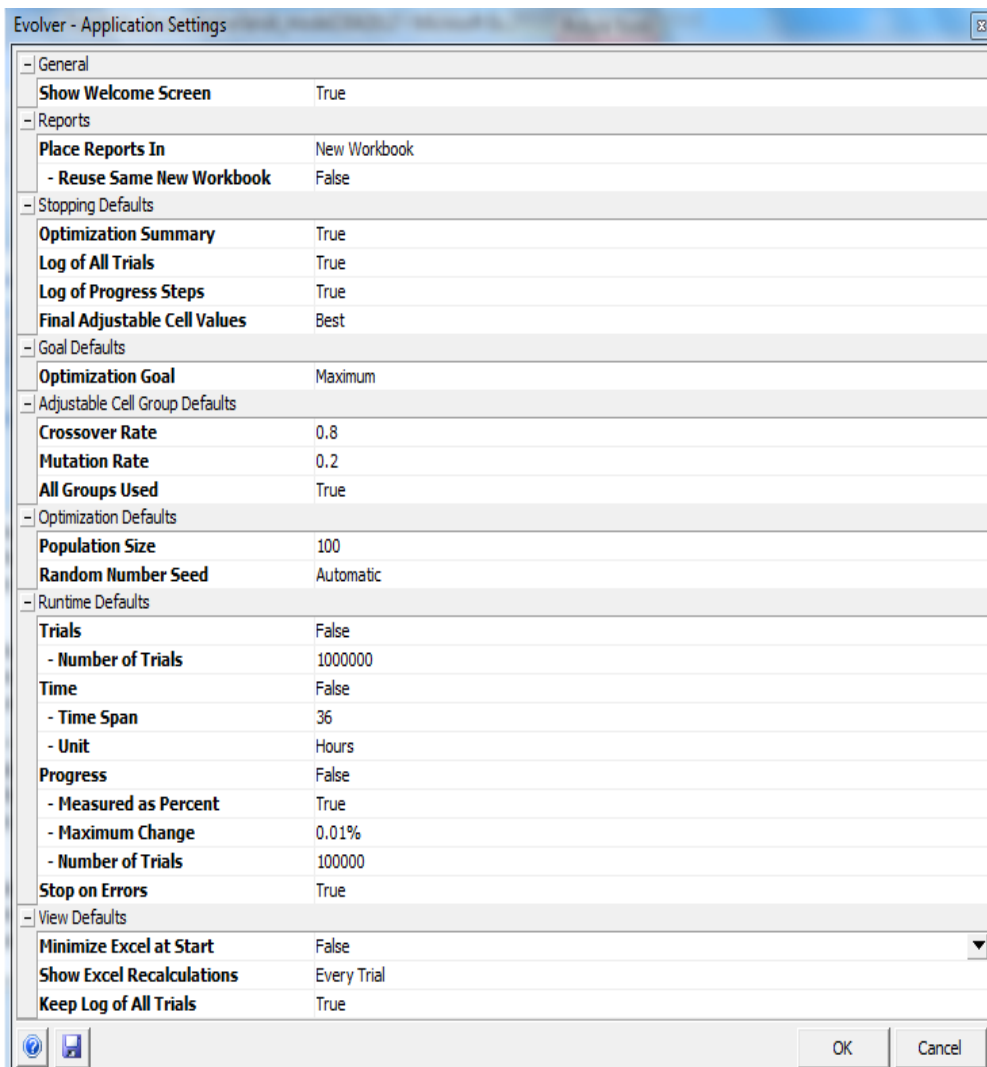 Evolver - Application Settings
General
Show Welcome Screen True
Reports
Place Reports In New Workbook
- Reuse Same New Workbook False
Stopping Defaults
Optimization Summary True
Log of All Trials True
Log of Progress Steps True
Final Adjustable Cell Values Best
Goal Defaults
Optimization Goal Maximum
Adjustable Cell Group Defaults
Crossover Rate 0.8
Mutation Rate 0.2
All Groups Used True
Optimization Defaults
Population Size 100
Random Number Seed Automatic
Runtime Defaults
Trials False
- Number of Trials 1000000
Time False
- Time Span 36
- Unit Hours
Progress False
- Measured as Percent True
- Maximum Change 0.01%
- Number of Trials 100000
Stop on Errors True
View Defaults
Minimize Excel at Start False
Show Excel Recalculations Every Trial
Keep Log of All Trials True
OK Cancel